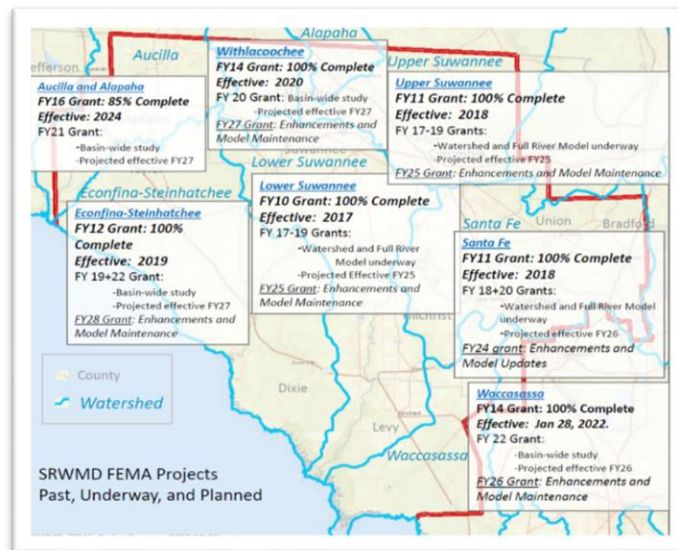 Alapaha
Aucilla
Jefferson
Withlacoochee
FY14 Grant: 100% Complete
Effective: 2020
FY 20 Grant: Basin-wide study
-Projected effective FY27
FY27 Grant: Enhancements and
Model Maintenance
Upper Suwannee
Upper Suwannee
FY11 Grant: 100% Complete
Effective: 2018
FY 17-19 Grants:
•Watershed and Full River Model underway
-Projected effective FY25
FY25 Grant: Enhancements and Model Maintenance
Aucilla and Alapaha
FY16 Grant: 85% Complete
Effective: 2024
FY21 Grant:
•Basin-wide study
-Projected effective FY27
Lower Suwannee
Econfina-Steinhatchee
Econfina-Steinhatchee
FY12 Grant: 100%
Complete
Effective: 2019
FY 19+22 Grant:
-Basin-wide study
-Projected effective FY27
FY28 Grant: Enhancements and
Model Maintenance
Lower Suwannee
FY10 Grant: 100% Complete
Effective: 2017
FY 17-19 Grants:
•Watershed and Full River
Model underway
-Projected effective FY25
FY25 Grant: Enhancements and
Model Maintenance
Santa Fe
Union
Bradford
Santa Fe
FY11 Grant: 100% Complete
Effective: 2018
FY 18+20 Grants:
-Watershed and Full River Model
underway
-Projected effective FY26
FY24 grant: Enhancements and
Model Updates
Gilchrist
Dixie
Levy
Waccasassa
Waccasassa
FY14 Grant: 100% Complete
Effective: Jan 28, 2022.
FY 22 Grant:
-Basin-wide study
-Projected effective FY26
FY26 Grant: Enhancements and
Model Maintenance
County
Watershed
SRWMD FEMA Projects
Past, Underway, and Planned